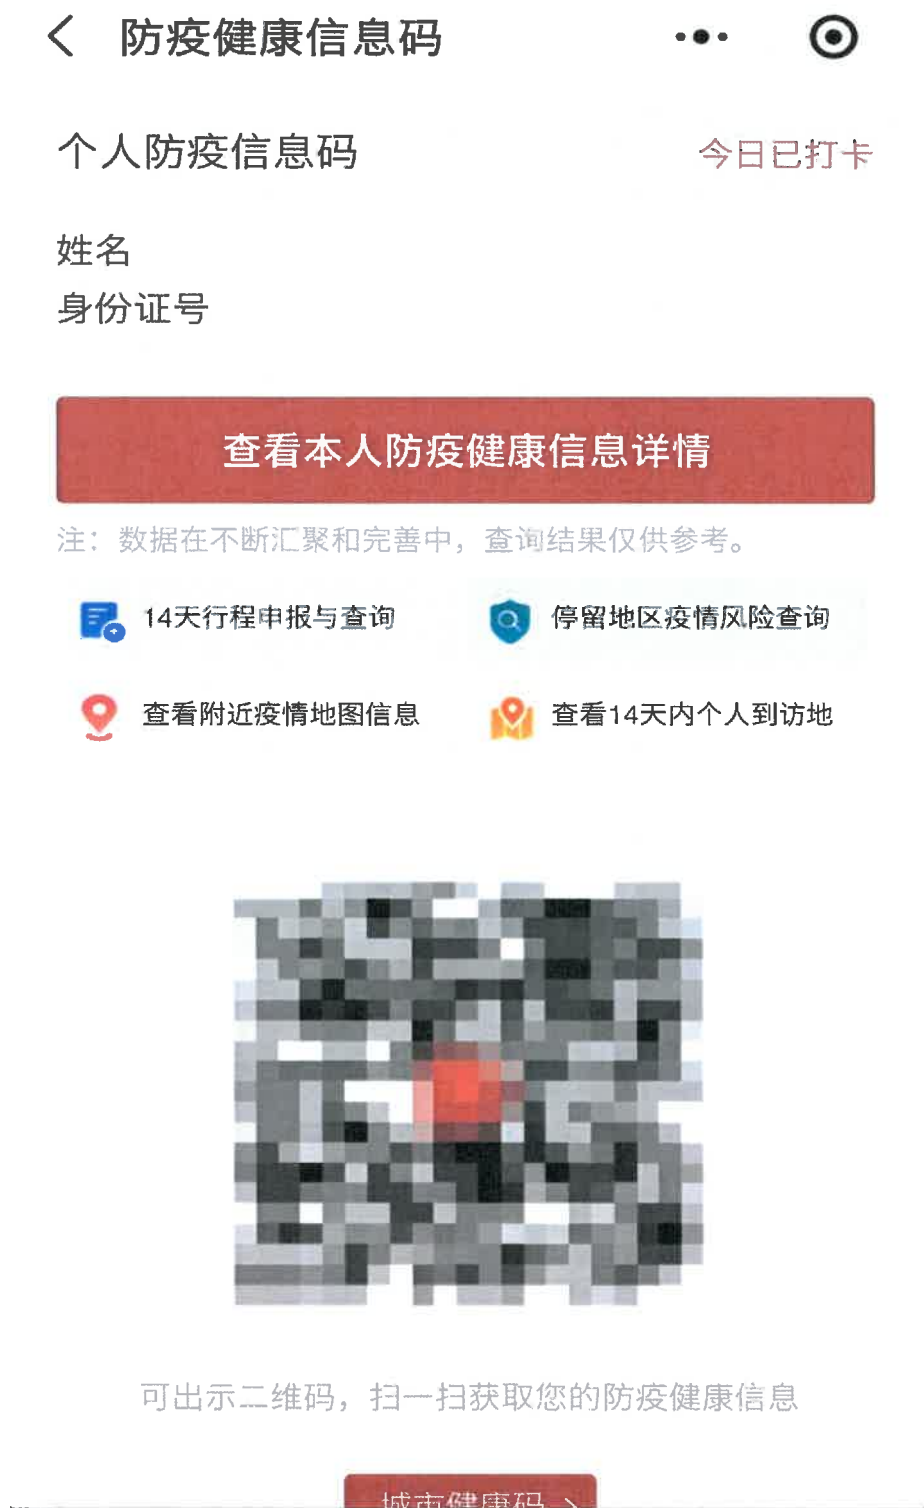 防疫健康信息码
个人防疫信息码
今日已打卡
姓名
身份证号
查看本人防疫健康信息详情
注：数据在不断汇聚和完善中，查询结果仅供参考。
14天行程申报与查询
停留地区疫情风险查询
查看附近疫情地图信息
查看14天内个人到访地
可出示二维码，扫一扫获取您的防疫健康信息
城市健康码 >